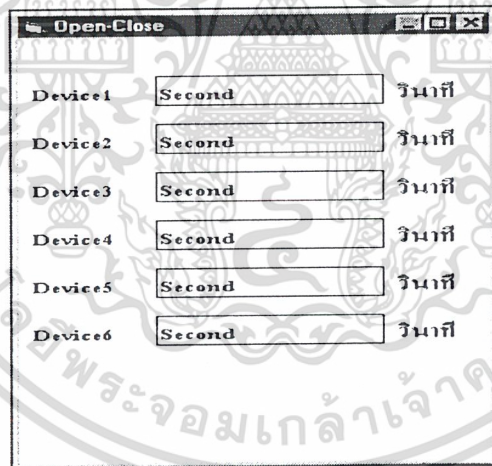 Open-Close
Device1 Second วินาที
Device2 Second วินาที
Device3 Second วินาที
Device4 Second วินาที
Device5 Second วินาที
Device6 Second วินาที